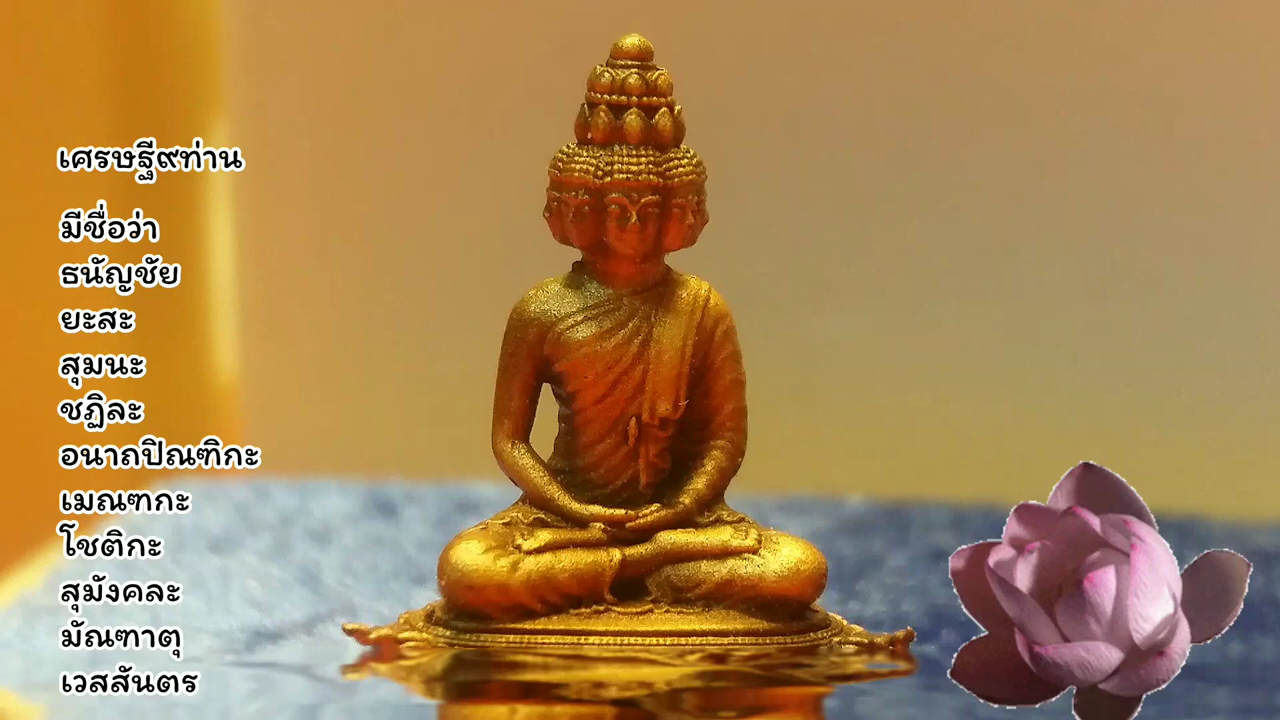 เศรษฐี๙ท่าน
มีชื่อว่า
ธนัญชัย
ยะสะ
สุมนะ
ชฏิละ
อนาถปิณฑิกะ
เมณฑกะ
โชติกะ
สุมังคละ
มัณฑาตุ
เวสสันตร